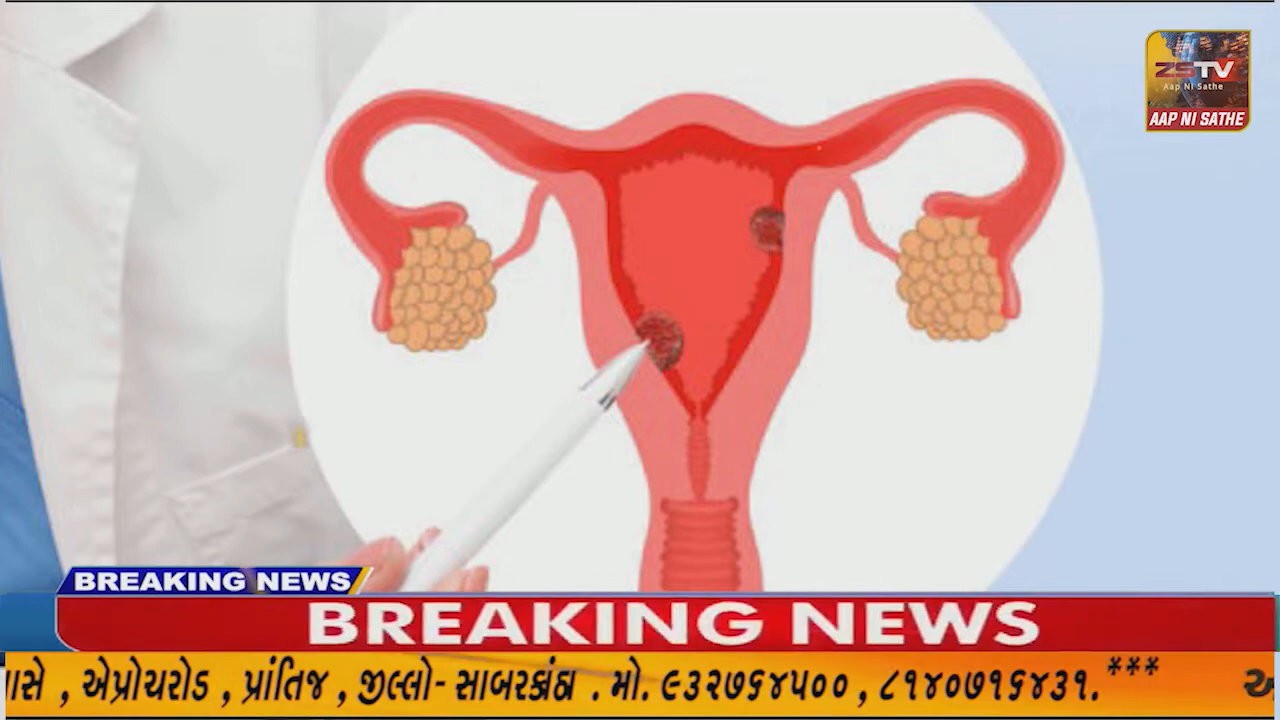 ZSTV
Aap Ni Sathe
AAP NI SATHE
BREAKING NEWS
BREAKING NEWS
, એપ્રોચરોડ , પ્રાંતિજ , જીલ્લો- સાબરકાંઠા . મો. ૯૩૨૭૬૪૫૦૦ , ૮૧૪૦૭૧૬૪૩૧.***